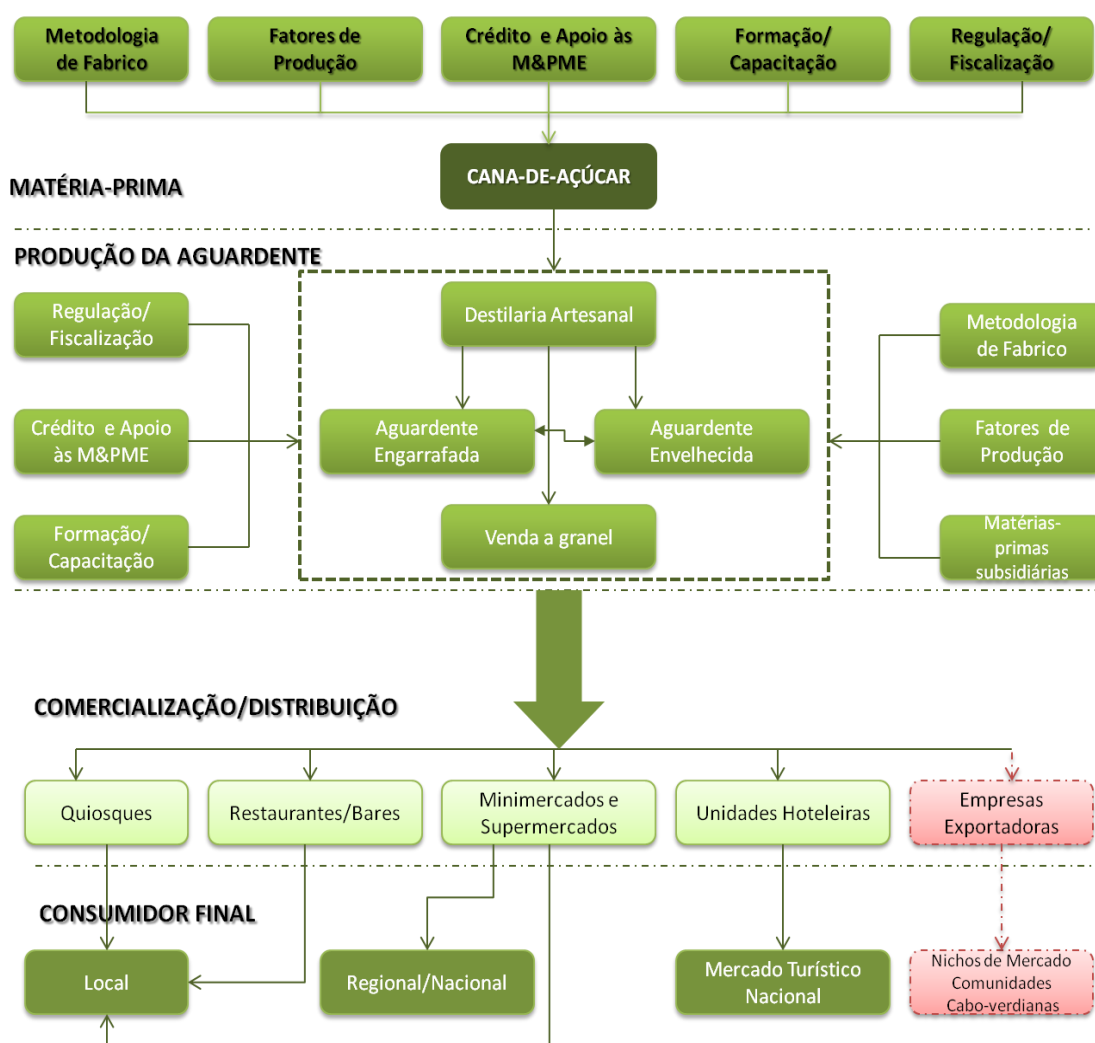 Metodologia
de Fabrico
Fatores de
Produção
Crédito e Apoio às
M&PME
Formação/
Capacitação
Regulação/
Fiscalização
CANA-DE-AÇÚCAR
MATÉRIA-PRIMA
PRODUÇÃO DA AGUARDENTE
Regulação/
Fiscalização
Crédito e Apoio
às M&PME
Formação/
Capacitação
Destilaria Artesanal
Aguardente
Engarrafada
Aguardente
Envelhecida
Venda a granel
Metodologia
de Fabrico
Fatores de
Produção
Matérias-
primas
subsidiárias
COMERCIALIZAÇÃO/DISTRIBUIÇÃO
Quiosques
Restaurantes/Bares
Minimercados e
Supermercados
Unidades Hoteleiras
Empresas
Exportadoras
CONSUMIDOR FINAL
Local
Regional/Nacional
Mercado Turístico
Nacional
Nichos de Mercado
Comunidades
Cabo-verdianas